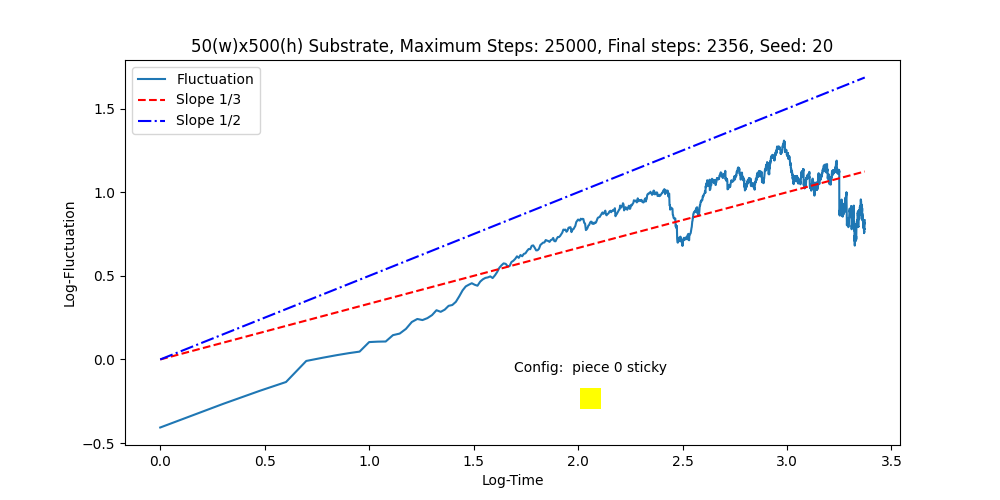 50(w)x500(h) Substrate, Maximum Steps: 25000, Final steps: 2356, Seed: 20
Fluctuation
Slope 1/3
Slope 1/2
1.5
1.0
0.5
0.0
−0.5
Log-Fluctuation
Config:  piece 0 sticky
0.0 0.5 1.0 1.5 2.0 2.5 3.0 3.5
Log-Time